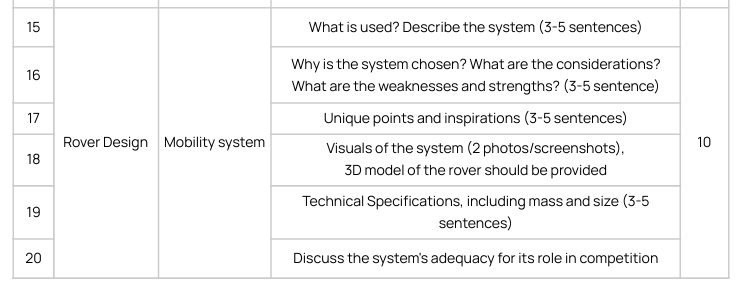 15
Rover Design
Mobility system
What is used? Describe the system (3-5 sentences)
10
16
Why is the system chosen? What are the considerations?
What are the weaknesses and strengths? (3-5 sentence)
17
Unique points and inspirations (3-5 sentences)
18
Visuals of the system (2 photos/screenshots),
3D model of the rover should be provided
19
Technical Specifications, including mass and size (3-5
sentences)
20
Discuss the system's adequacy for its role in competition